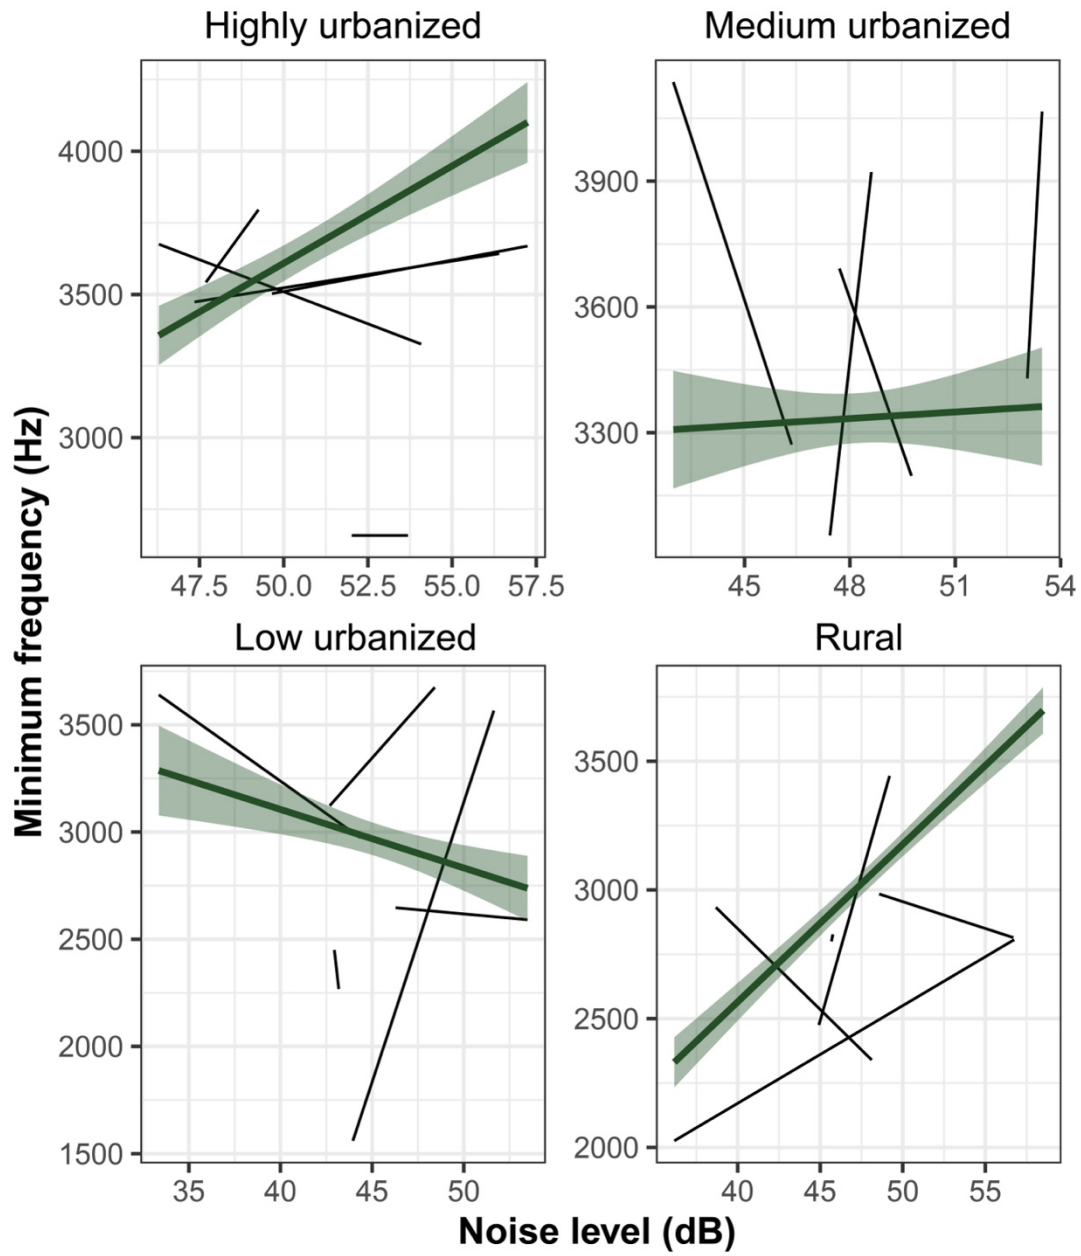 Highly urbanized
Medium urbanized
4000
3500
3000
47.5 50.0 52.5 55.0 57.5
3900
3600
3300
45 48 51 54
Low urbanized
Rural
3500
3000
2500
2000
1500
35 40 45 50
3500
3000
2500
2000
40 45 50 55
Minimum frequency (Hz)
Noise level (dB)